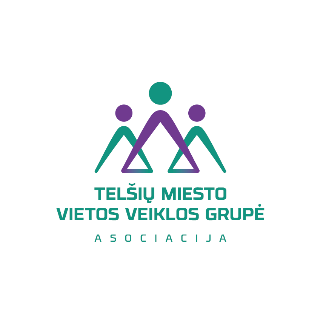 TELŠIŲ MIESTO
VIETOS VEIKLOS GRUPĖ
ASOCIACIJA